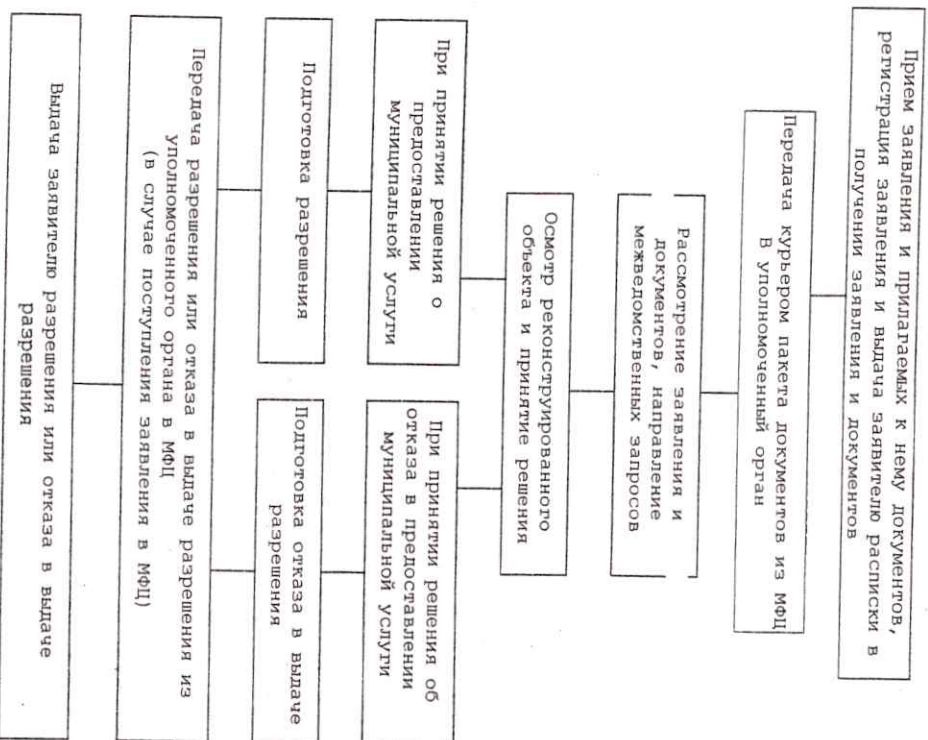 Прием заявления и прилагаемых к нему документов,
регистрация заявления и выдача заявителю расписки в
получении заявления и документов
Передача курьером пакета документов из МФЦ
В уполномоченный орган
Рассмотрение заявления и
документов, направление
межведомственных запросов
Осмотр реконструированного
объекта и принятие решения
При принятии решения о
предоставлении
муниципальной услуги
При принятии решения об
отказа в предоставлении
муниципальной услуги
Подготовка разрешения
Подготовка отказа в выдаче
разрешения
Передача разрешения или отказа в выдаче разрешения из
уполномоченного органа в МФЦ
(в случае поступления заявления в МФЦ)
Выдача заявителю разрешения или отказа в выдаче
разрешения